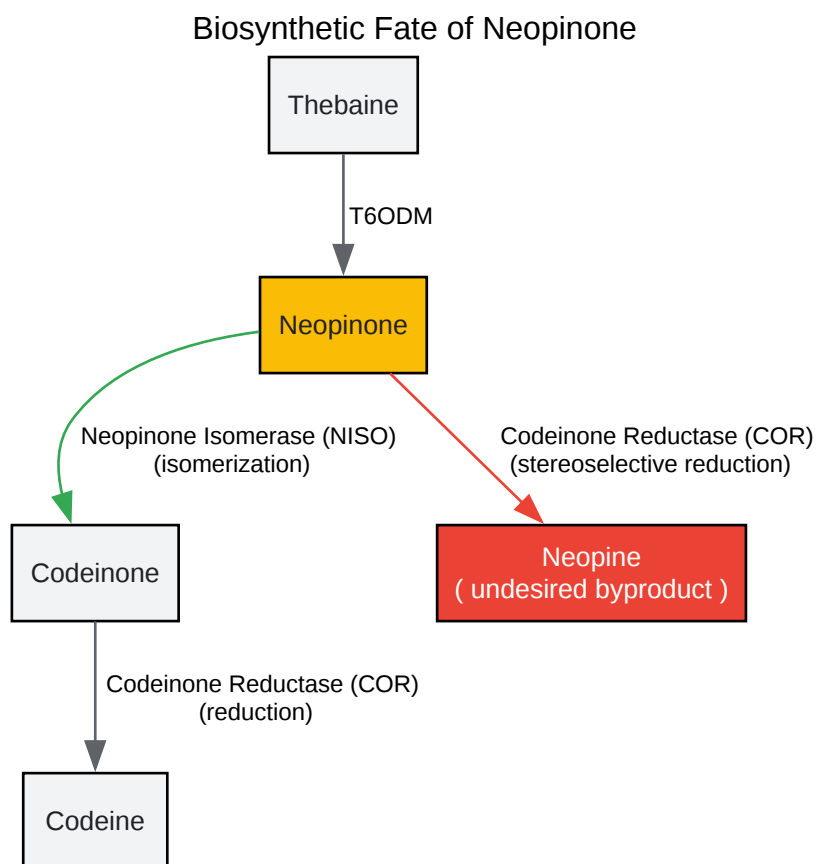 Biosynthetic Fate of Neopinone
Thebaine
T6ODM
Neopinone
Neopinone Isomerase (NISO)
(isomerization)
Codeinone Reductase (COR)
(stereoselective reduction)
Codeinone
Neopine
( undesired byproduct )
Codeinone Reductase (COR)
(reduction)
Codeine